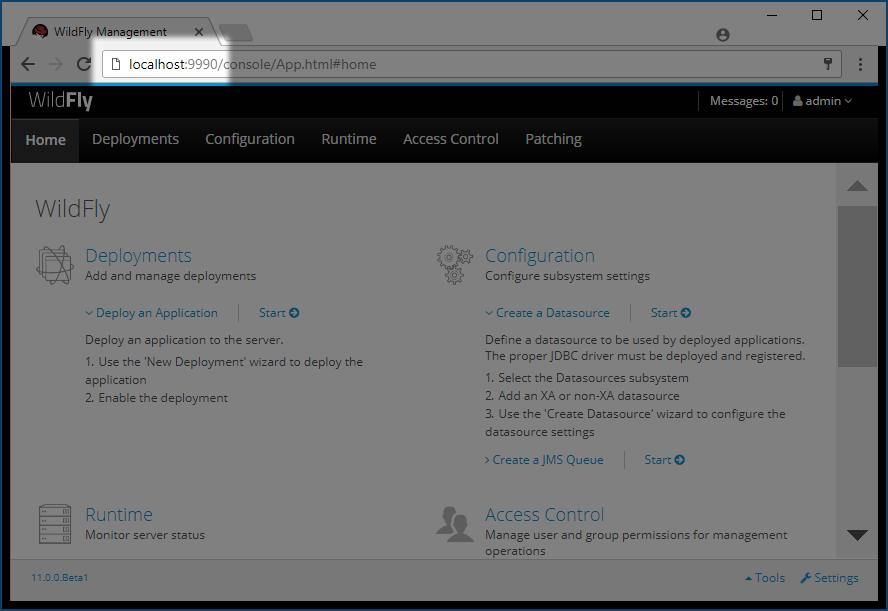 WildFly Management
localhost:9990/console/App.html#home
WildFly
Messages: 0
admin
Home
Deployments
Configuration
Runtime
Access Control
Patching
WildFly
Deployments
Add and manage deployments
Deploy an Application
Start
Deploy an application to the server.
1. Use the 'New Deployment' wizard to deploy the
application
2. Enable the deployment
Configuration
Configure subsystem settings
Create a Datasource
Start
Define a datasource to be used by deployed applications.
The proper JDBC driver must be deployed and registered.
1. Select the Datasources subsystem
2. Add an XA or non-XA datasource
3. Use the 'Create Datasource' wizard to configure the
datasource settings
Create a JMS Queue
Start
Runtime
Monitor server status
Access Control
Manage user and group permissions for management
operations
11.0.0.Beta1
Tools
Settings